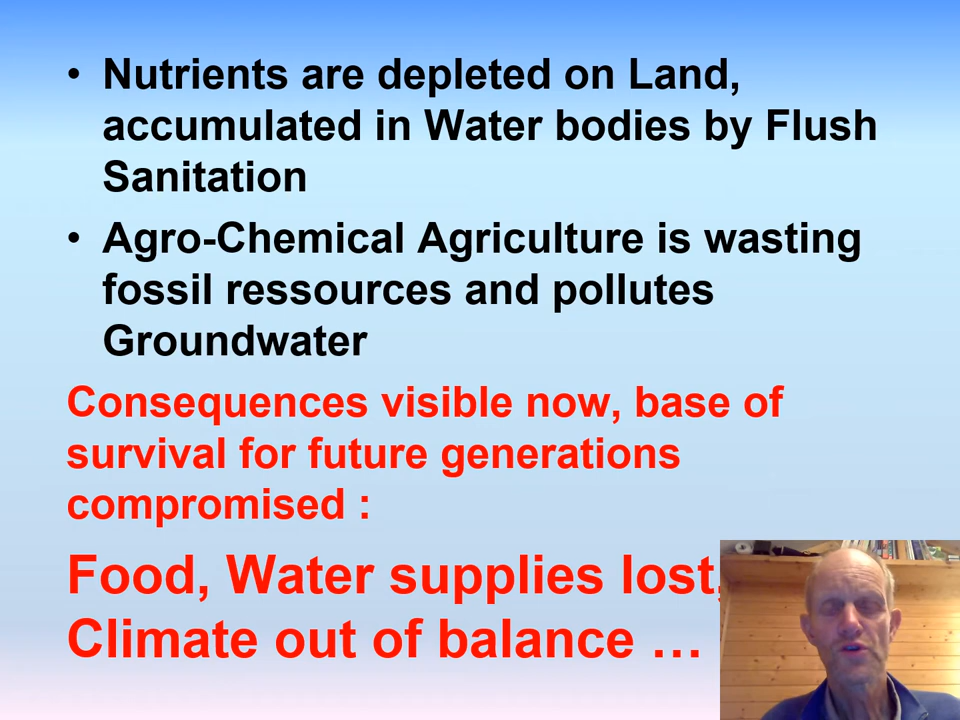 • Nutrients are depleted on Land,
accumulated in Water bodies by Flush
Sanitation
• Agro-Chemical Agriculture is wasting
fossil ressources and pollutes
Groundwater
Consequences visible now, base of
survival for future generations
compromised :
Food, Water supplies lost,
Climate out of balance …